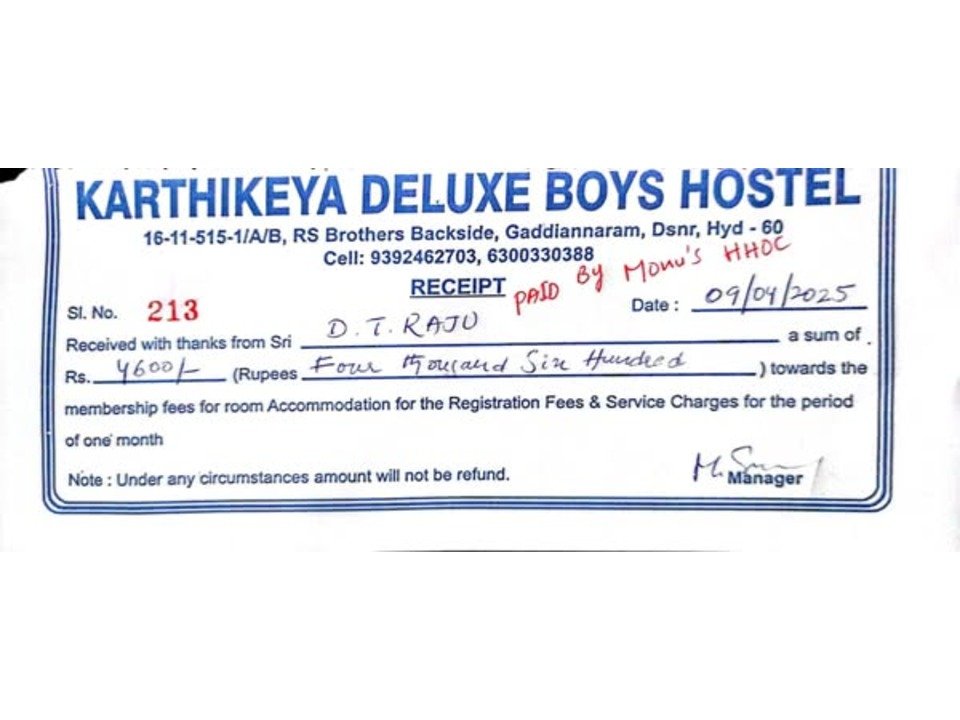 KARTHIKEYA DELUXE BOYS HOSTEL
16-11-515-1/A/B, RS Brothers Backside, Gaddiannaram, Dsnr, Hyd - 60
Cell: 9392462703, 6300330388
RECEIPT
PAID By MONU'S HHOC
Sl. No. 213
Date : 09/04/2025
Received with thanks from Sri D.T. RAJU a sum of
Rs. 4600/- (Rupees Four thousand Six Hundred ) towards the
membership fees for room Accommodation for the Registration Fees & Service Charges for the period
of one month
Note : Under any circumstances amount will not be refund.
Manager